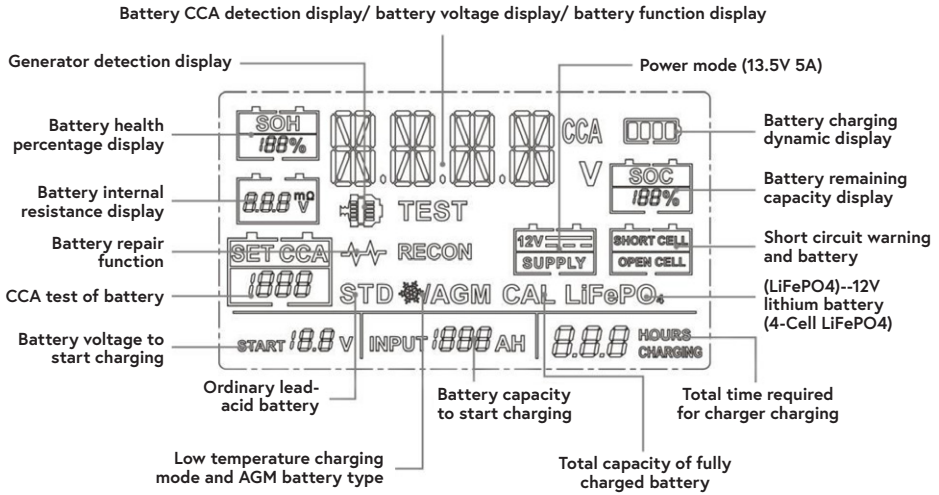 Battery CCA detection display/ battery voltage display/ battery function display
Generator detection display
Power mode (13.5V 5A)
Battery health
percentage display
SOH
188%
8.8.8.8
CCA
V
Battery charging
dynamic display
Battery internal
resistance display
8.8.8 mΩ
V
TEST
SOC
188%
Battery remaining
capacity display
Battery repair
function
SET CCA
1888
RECON
12V
SUPPLY
SHORT CELL
OPEN CELL
Short circuit warning
and battery
CCA test of battery
STD /AGM CAL LiFePO₄
(LiFePO4)--12V
lithium battery
(4-Cell LiFePO4)
Battery voltage to
start charging
START 18.8 V INPUT 1888 AH 8.8.8 HOURS
CHARGING
Ordinary lead-
acid battery
Battery capacity
to start charging
Total time required
for charger charging
Low temperature charging
mode and AGM battery type
Total capacity of fully
charged battery